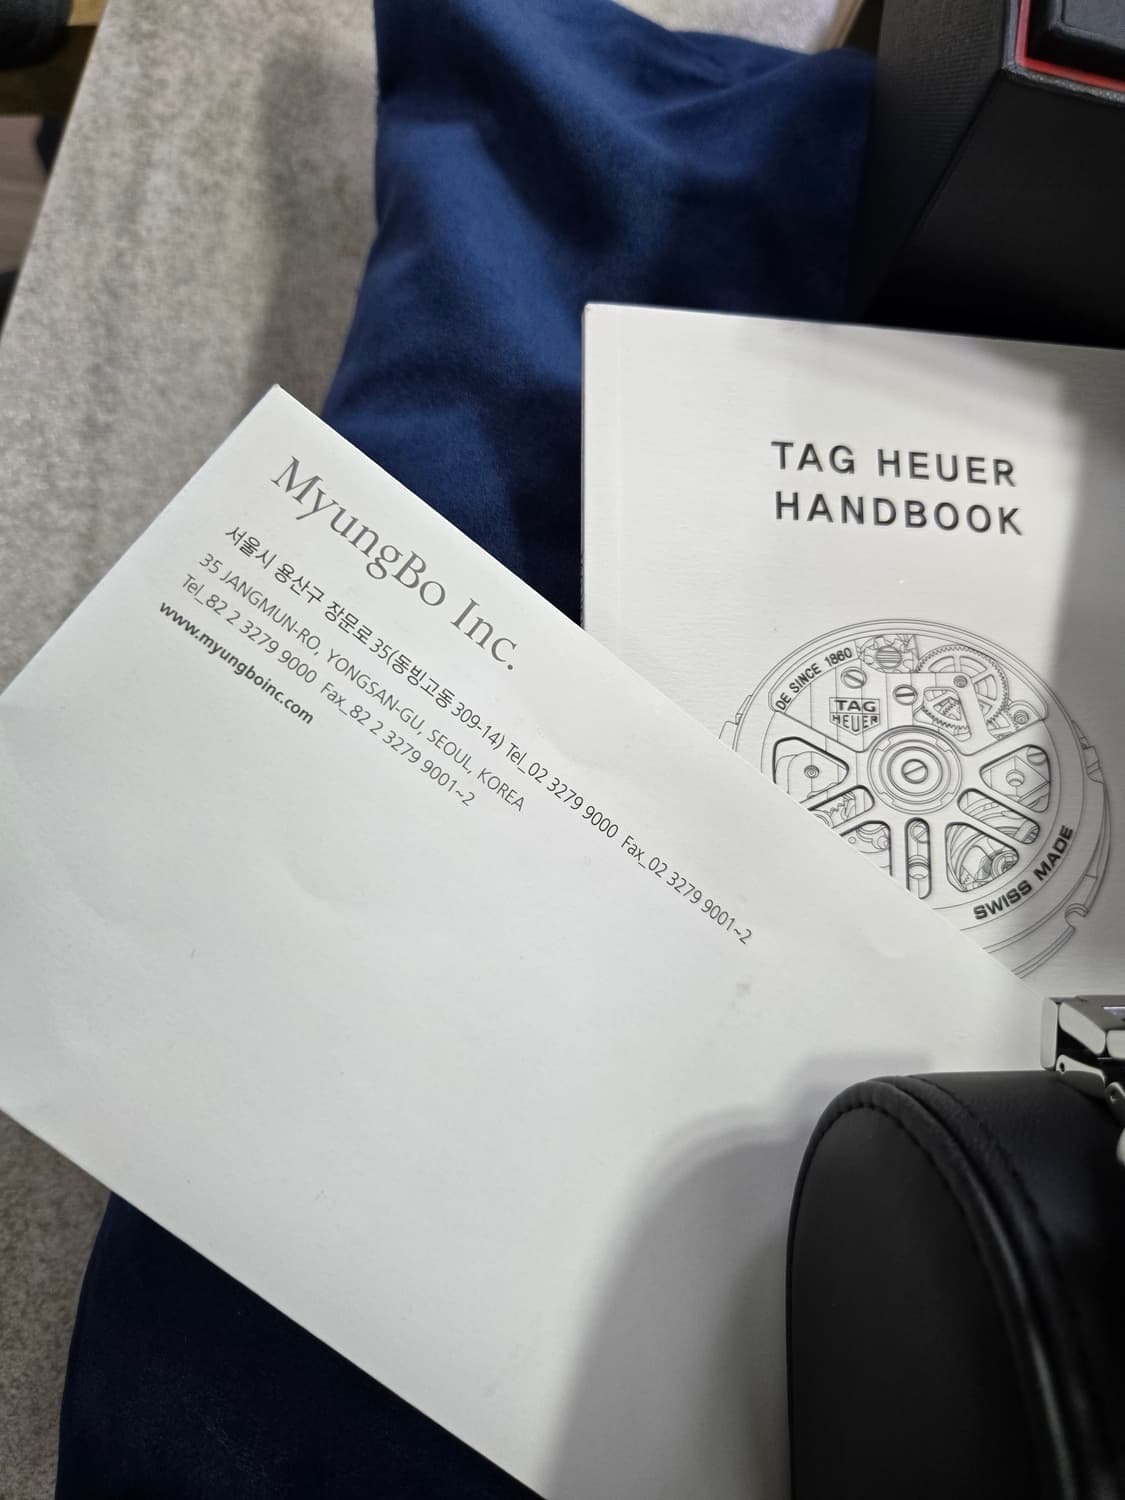 MyungBo Inc.
서울시 용산구 장문로 35(동빙고동 309-14) Tel_02 3279 9000 Fax_02 3279 9001~2
35 JANGMUN-RO, YONGSAN-GU, SEOUL, KOREA
Tel_82 2 3279 9000 Fax_82 2 3279 9001~2
www.myungboinc.com
TAG HEUER
HANDBOOK
DE SINCE 1860
TAG
HEUER
SWISS MADE